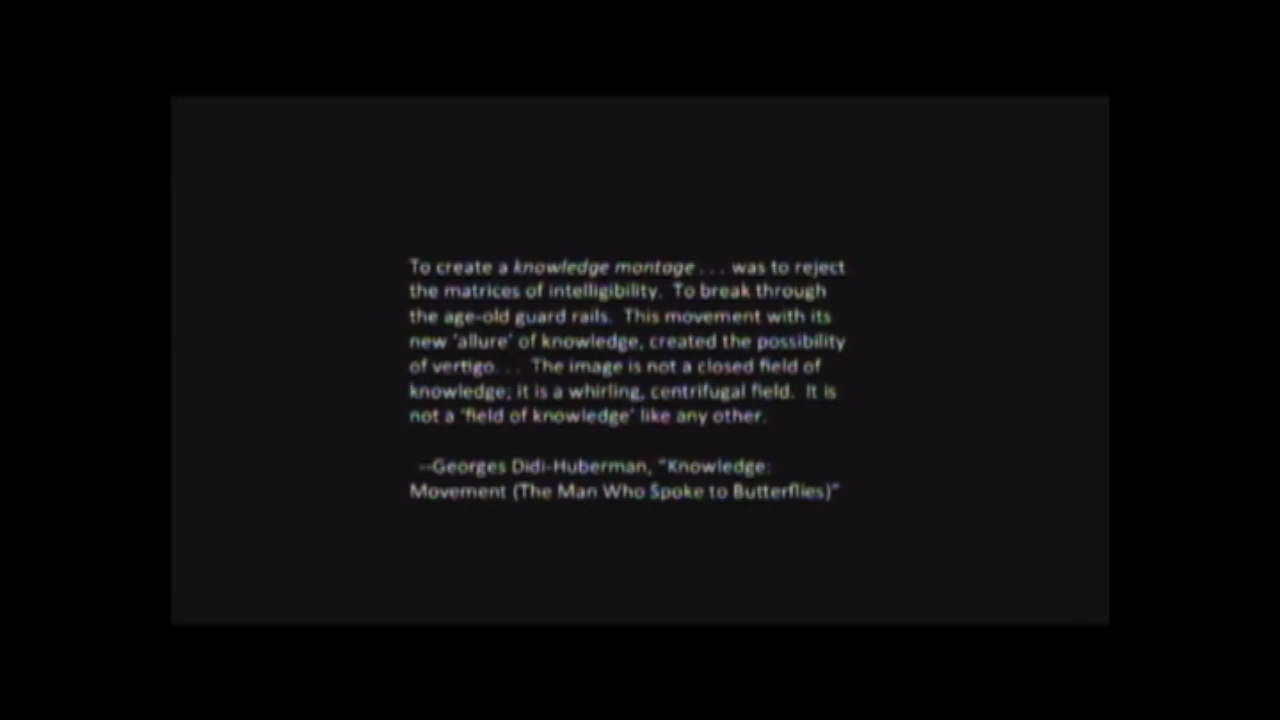 To create a knowledge montage . . . was to reject
the matrices of intelligibility.  To break through
the age-old guard rails.  This movement with its
new ‘allure’ of knowledge, created the possibility
of vertigo. . .  The image is not a closed field of
knowledge; it is a whirling, centrifugal field.  It is
not a ‘field of knowledge’ like any other.
--Georges Didi-Huberman, “Knowledge:
Movement (The Man Who Spoke to Butterflies)”